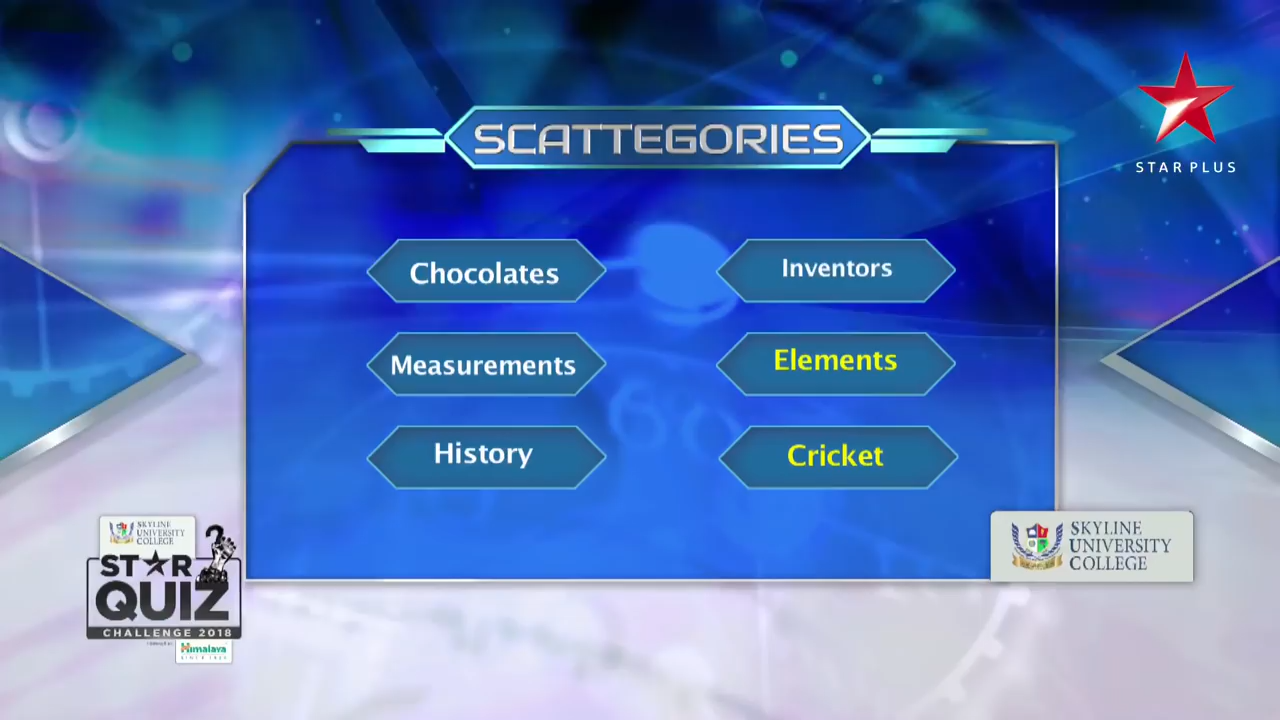 SCATTEGORIES
STAR PLUS
Chocolates
Inventors
Measurements
Elements
History
Cricket
SKYLINE
UNIVERSITY
COLLEGE
STAR
QUIZ
CHALLENGE 2018
Himalaya
SKYLINE
UNIVERSITY
COLLEGE